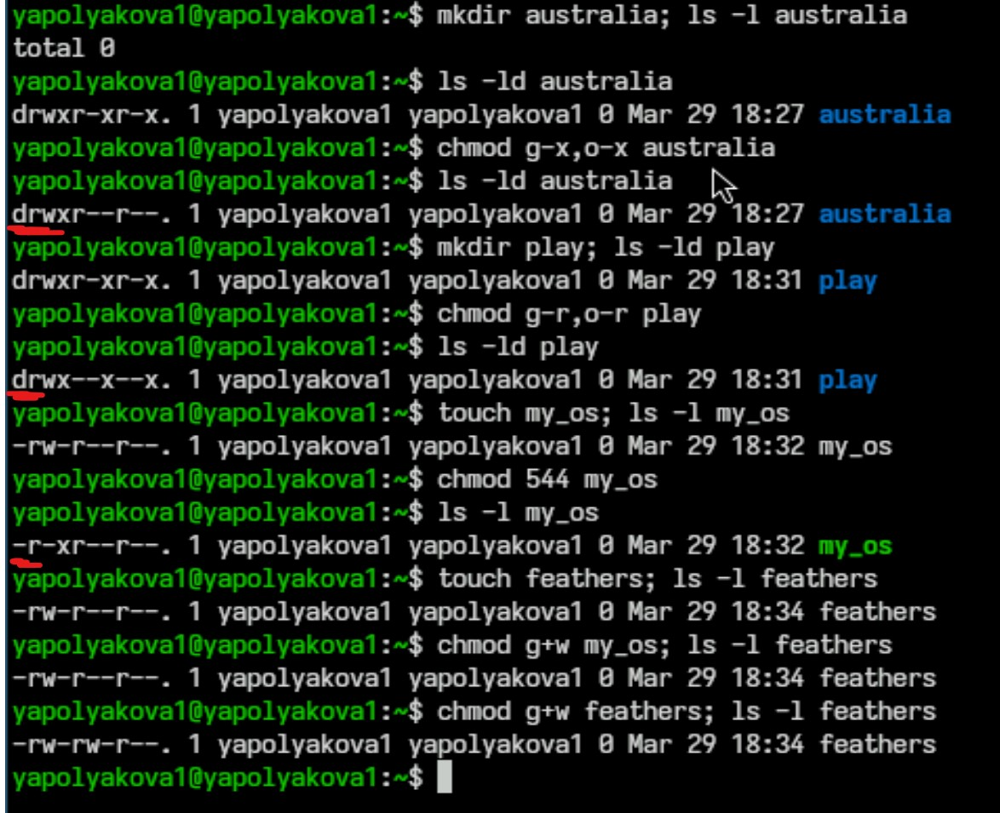 yapolyakova1@yapolyakova1:~$ mkdir australia; ls -l australia
total 0
yapolyakova1@yapolyakova1:~$ ls -ld australia
drwxr-xr-x. 1 yapolyakova1 yapolyakova1 0 Mar 29 18:27 australia
yapolyakova1@yapolyakova1:~$ chmod g-x,o-x australia
yapolyakova1@yapolyakova1:~$ ls -ld australia
drwxr--r--. 1 yapolyakova1 yapolyakova1 0 Mar 29 18:27 australia
yapolyakova1@yapolyakova1:~$ mkdir play; ls -ld play
drwxr-xr-x. 1 yapolyakova1 yapolyakova1 0 Mar 29 18:31 play
yapolyakova1@yapolyakova1:~$ chmod g-r,o-r play
yapolyakova1@yapolyakova1:~$ ls -ld play
drwx--x--x. 1 yapolyakova1 yapolyakova1 0 Mar 29 18:31 play
yapolyakova1@yapolyakova1:~$ touch my_os; ls -l my_os
-rw-r--r--. 1 yapolyakova1 yapolyakova1 0 Mar 29 18:32 my_os
yapolyakova1@yapolyakova1:~$ chmod 544 my_os
yapolyakova1@yapolyakova1:~$ ls -l my_os
-r-xr--r--. 1 yapolyakova1 yapolyakova1 0 Mar 29 18:32 my_os
yapolyakova1@yapolyakova1:~$ touch feathers; ls -l feathers
-rw-r--r--. 1 yapolyakova1 yapolyakova1 0 Mar 29 18:34 feathers
yapolyakova1@yapolyakova1:~$ chmod g+w my_os; ls -l feathers
-rw-r--r--. 1 yapolyakova1 yapolyakova1 0 Mar 29 18:34 feathers
yapolyakova1@yapolyakova1:~$ chmod g+w feathers; ls -l feathers
-rw-rw-r--. 1 yapolyakova1 yapolyakova1 0 Mar 29 18:34 feathers
yapolyakova1@yapolyakova1:~$